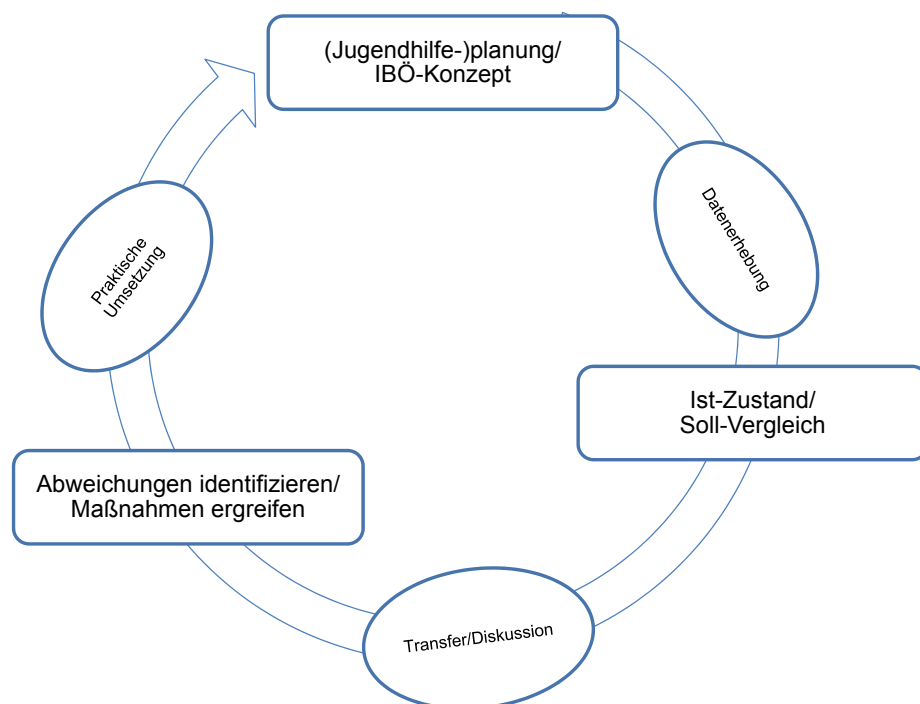 (Jugendhilfe-)planung/
IBÖ-Konzept
Datenerhebung
Ist-Zustand/
Soll-Vergleich
Transfer/Diskussion
Abweichungen identifizieren/
Maßnahmen ergreifen
Praktische
Umsetzung